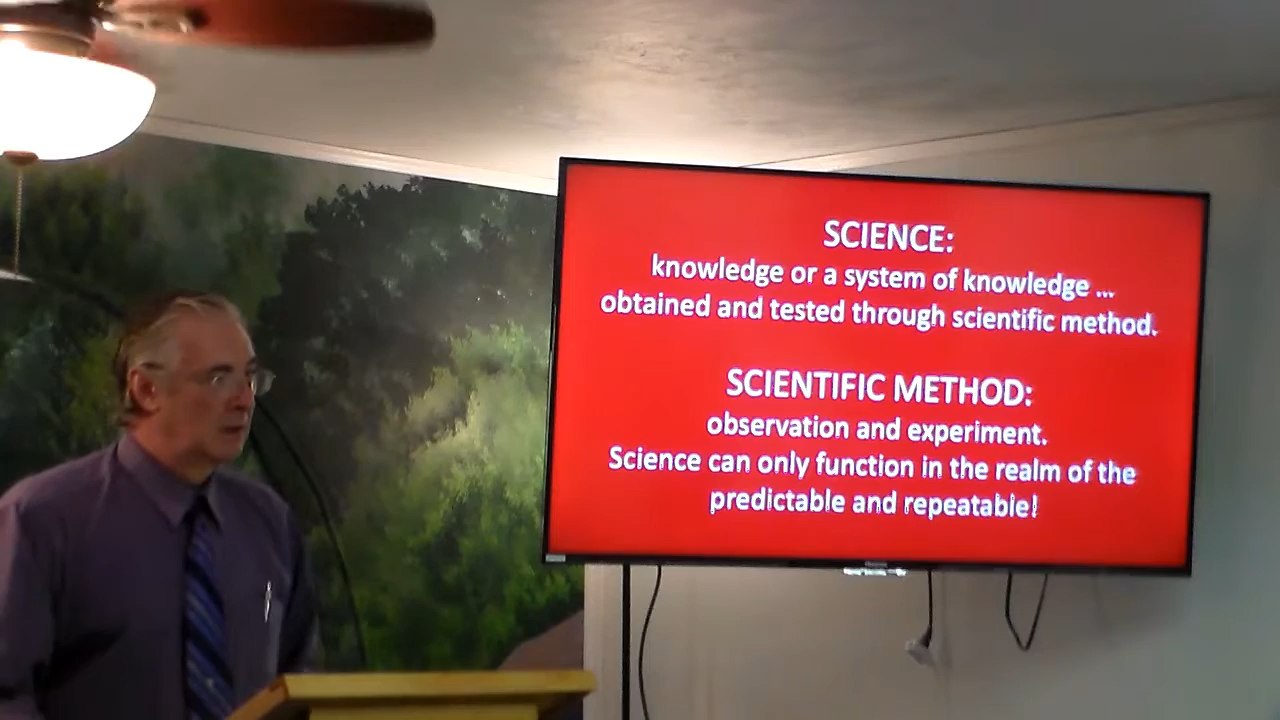 SCIENCE:
knowledge or a system of knowledge ...
obtained and tested through scientific method.
SCIENTIFIC METHOD:
observation and experiment.
Science can only function in the realm of the
predictable and repeatable!